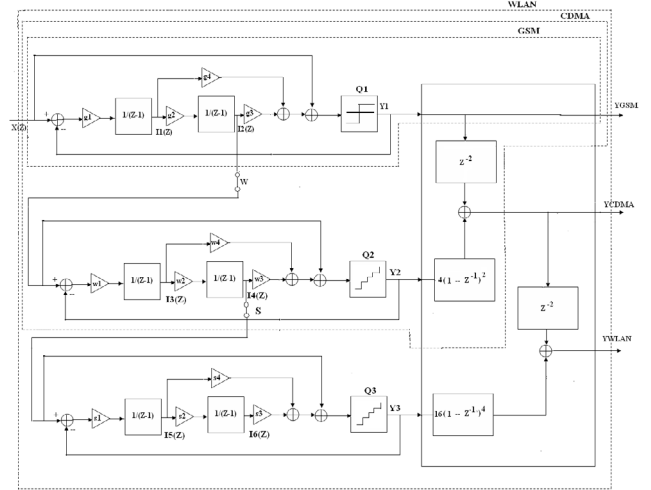 WLAN
CDMA
GSM
g4
Q1
X(Z)
+
--
g1
1/(Z-1)
g2
1/(Z-1)
g3
Y1
YGSM
I1(Z)
I2(Z)
Z-2
W
YCDMA
w4
Q2
+
--
w1
1/(Z-1)
w2
1/(Z-1)
w3
Y2
4(1 - Z-1)2
I3(Z)
I4(Z)
Z-2
S
YWLAN
s4
Q3
+
--
s1
1/(Z-1)
s2
1/(Z-1)
s3
Y3
16(1 - Z-1)4
I5(Z)
I6(Z)